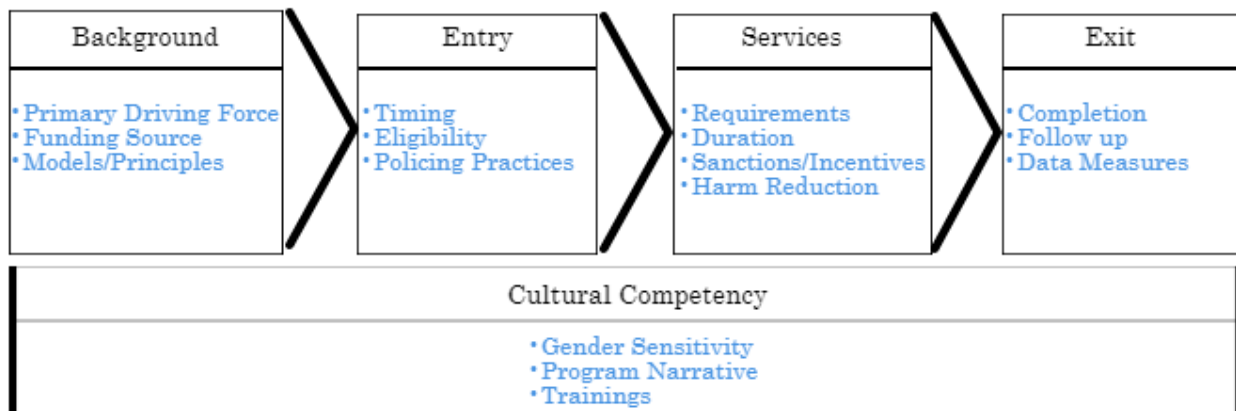 Background
• Primary Driving Force
• Funding Source
• Models/Principles
Entry
• Timing
• Eligibility
• Policing Practices
Services
• Requirements
• Duration
• Sanctions/Incentives
• Harm Reduction
Exit
• Completion
• Follow up
• Data Measures
Cultural Competency
• Gender Sensitivity
• Program Narrative
• Trainings